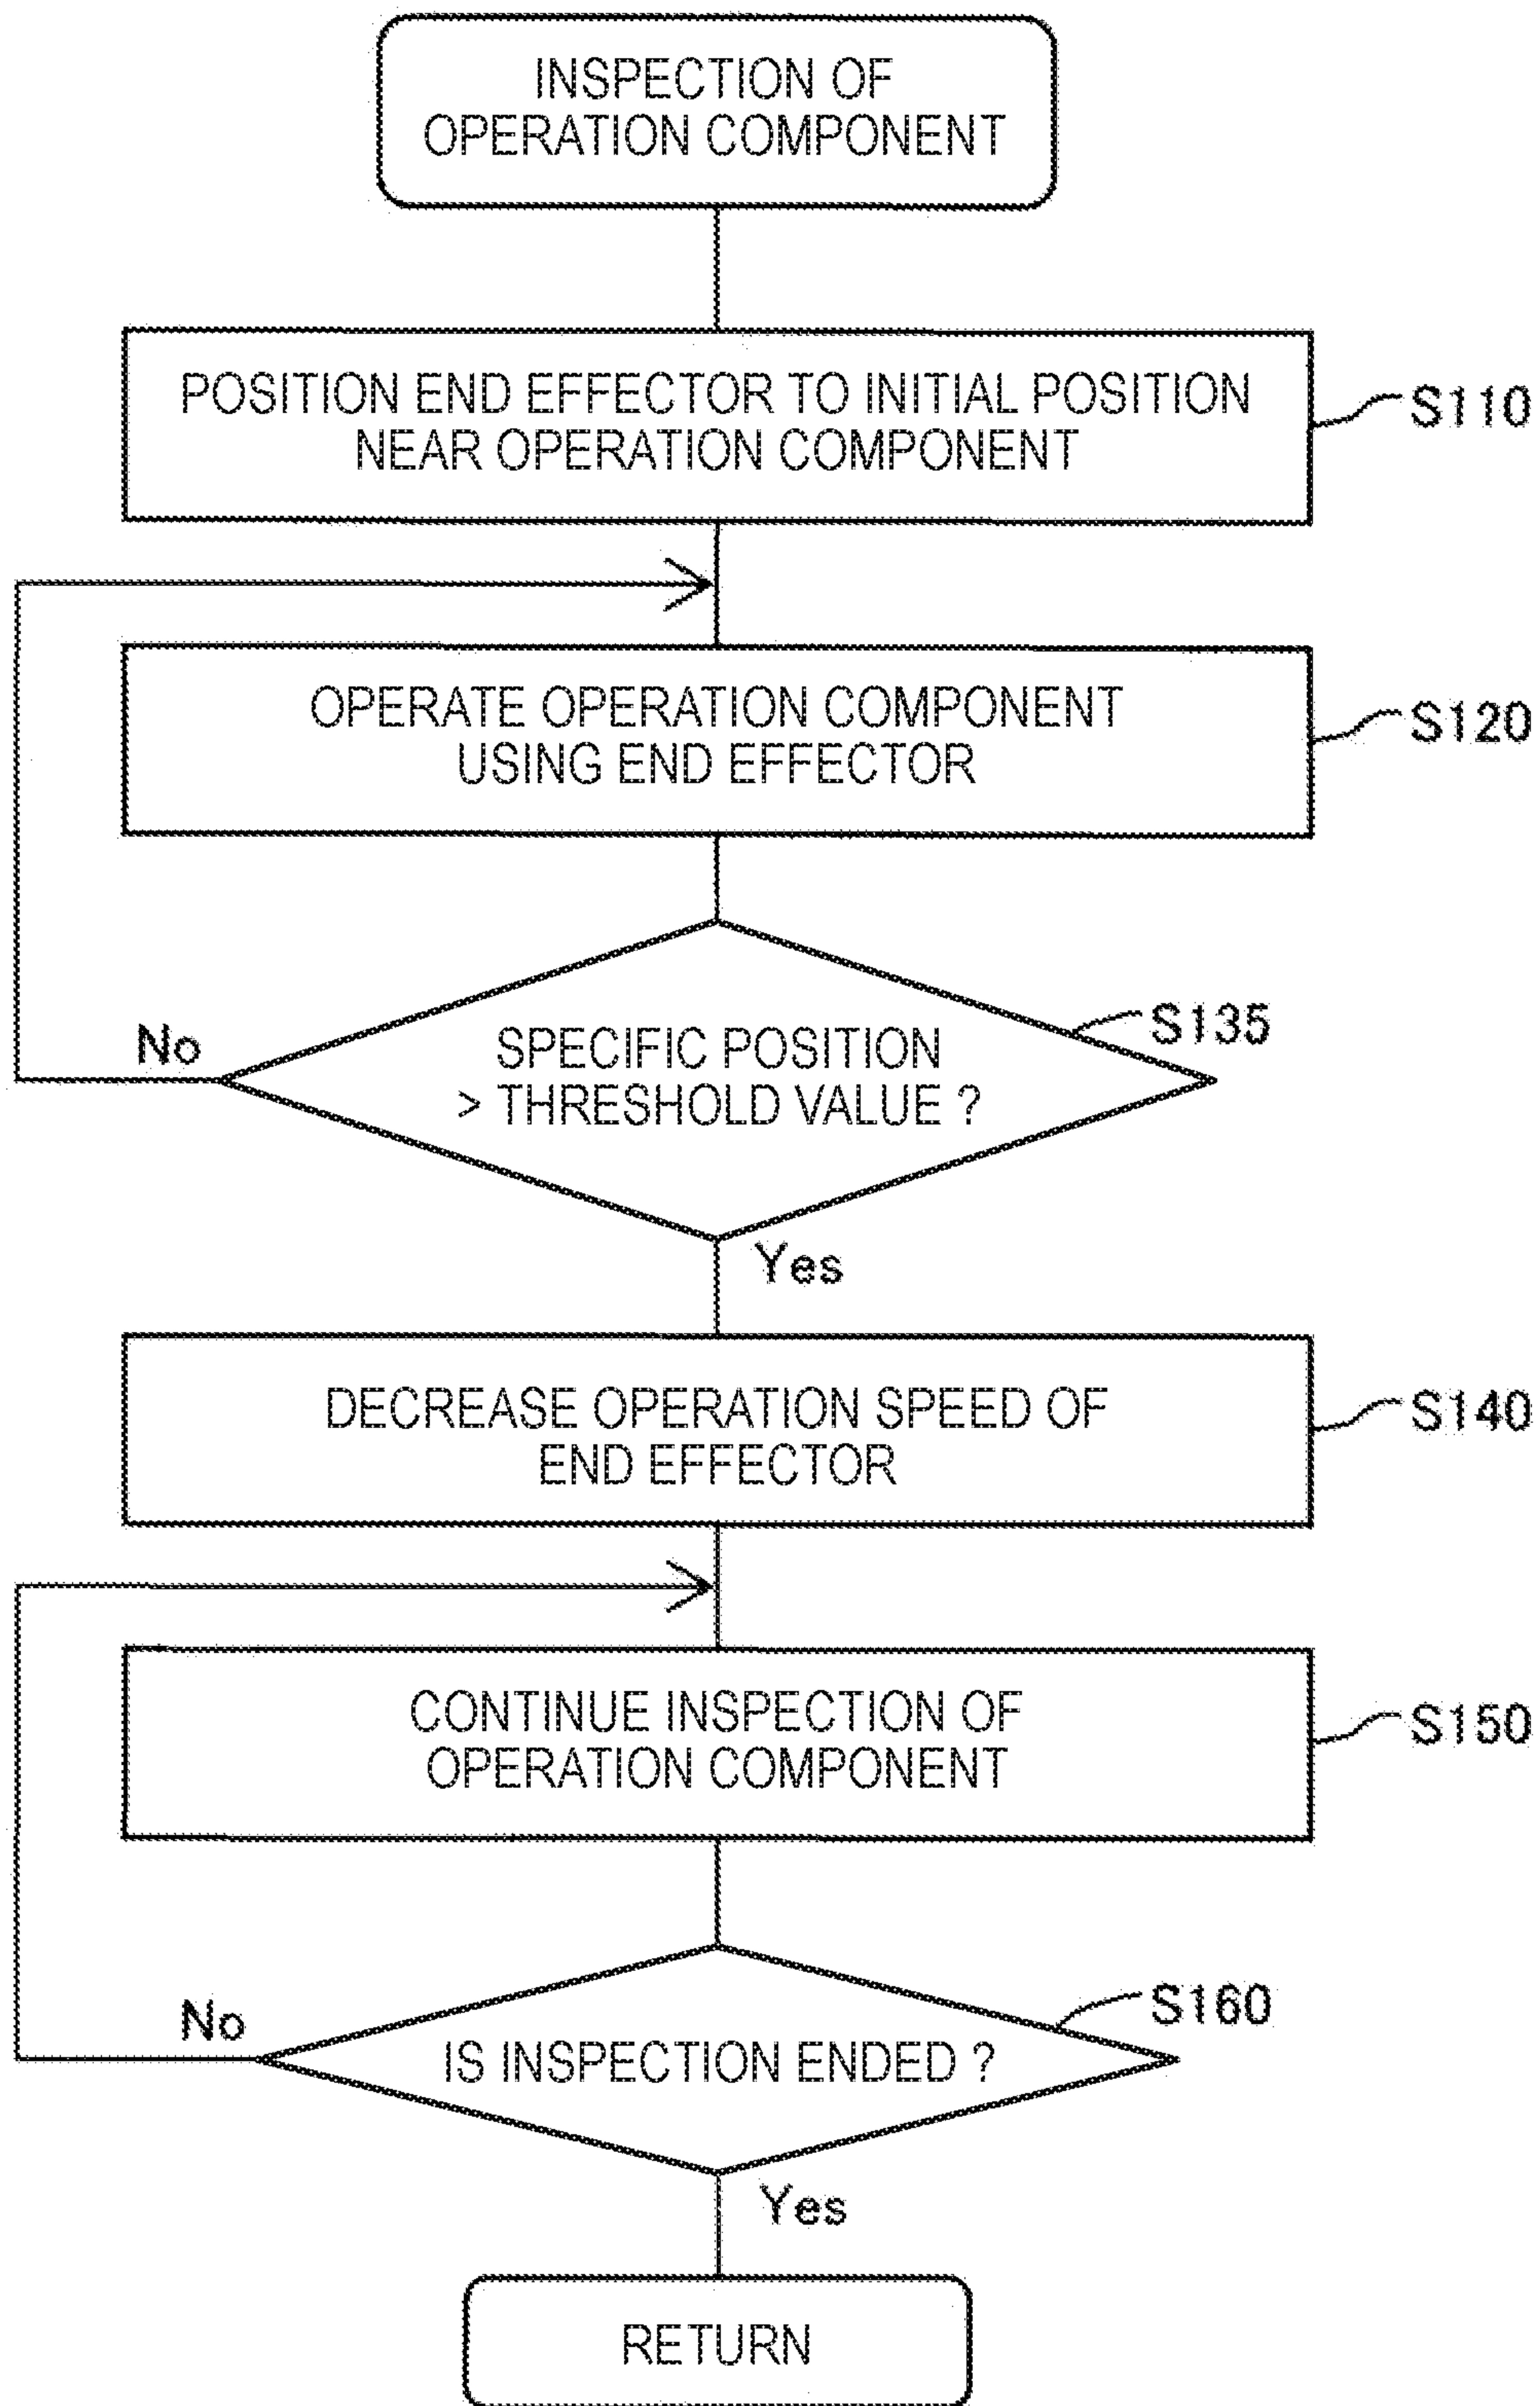 INSPECTION OF
OPERATION COMPONENT
POSITION END EFFECTOR TO INITIAL POSITION
NEAR OPERATION COMPONENT
S110
OPERATE OPERATION COMPONENT
USING END EFFECTOR
S120
SPECIFIC POSITION
> THRESHOLD VALUE ?
S135
No
Yes
DECREASE OPERATION SPEED OF
END EFFECTOR
S140
CONTINUE INSPECTION OF
OPERATION COMPONENT
S150
IS INSPECTION ENDED ?
S160
No
Yes
RETURN